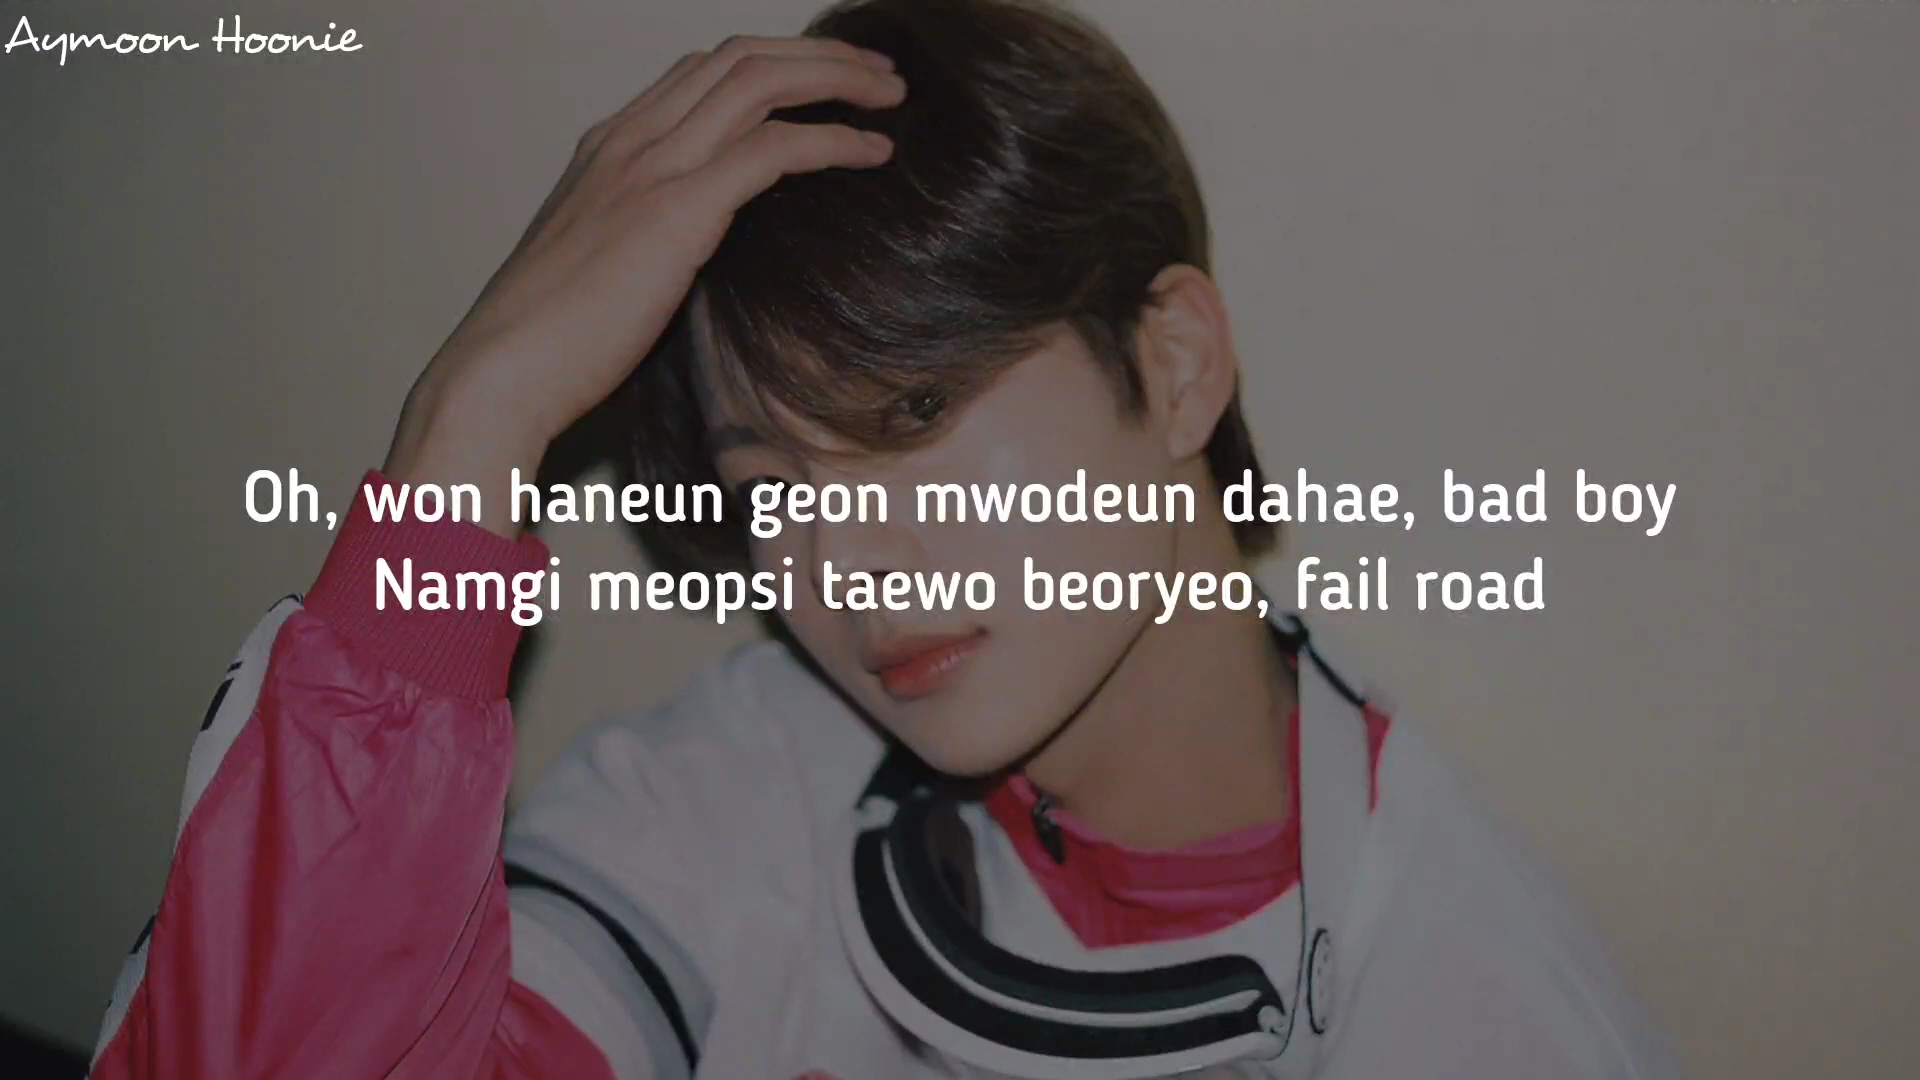 Aymoon Hoonie
Oh, won haneun geon mwodeun dahae, bad boy
Namgi meopsi taewo beoryeo, fail road